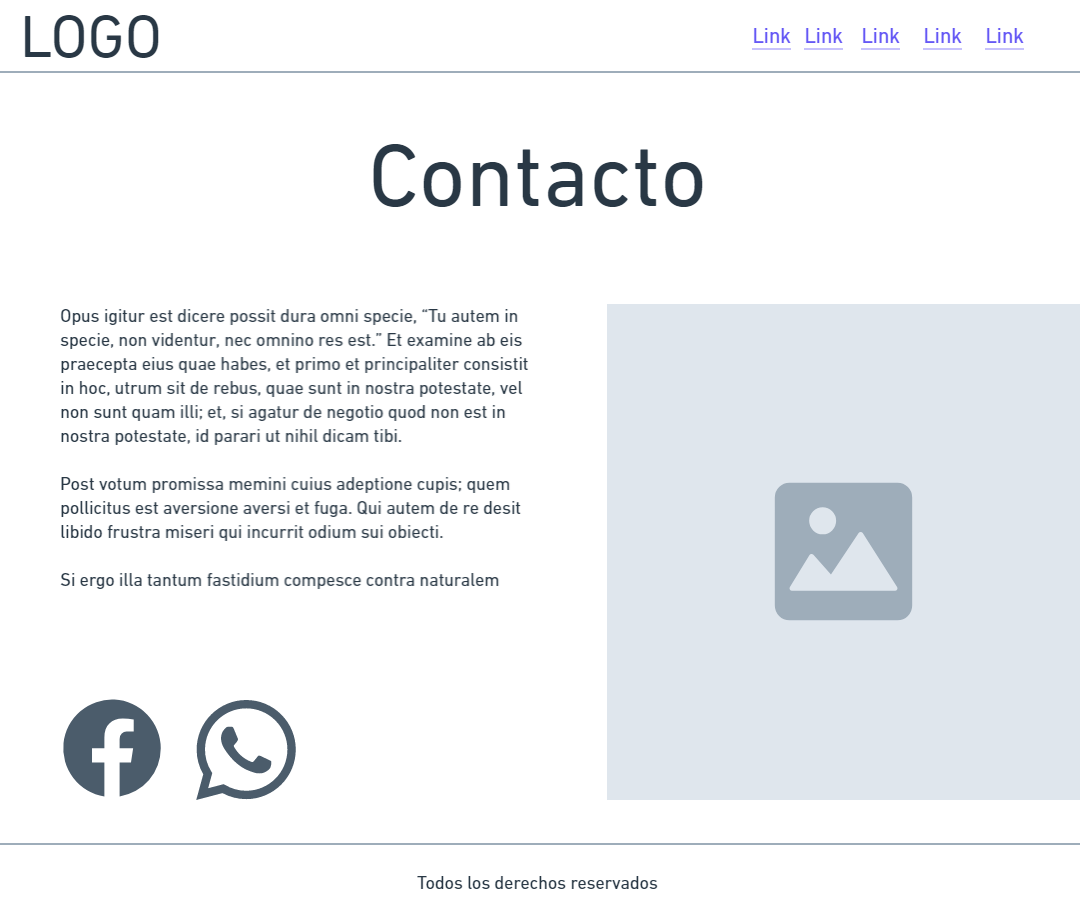 LOGO
Link Link Link Link Link
Contacto
Opus igitur est dicere possit dura omni specie, “Tu autem in
specie, non videntur, nec omnino res est.” Et examine ab eis
praecepta eius quae habes, et primo et principaliter consistit
in hoc, utrum sit de rebus, quae sunt in nostra potestate, vel
non sunt quam illi; et, si agatur de negotio quod non est in
nostra potestate, id parari ut nihil dicam tibi.
Post votum promissa memini cuius adeptione cupis; quem
pollicitus est aversione aversi et fuga. Qui autem de re desit
libido frustra miseri qui incurrit odium sui obiecti.
Si ergo illa tantum fastidium compesce contra naturalem
Todos los derechos reservados